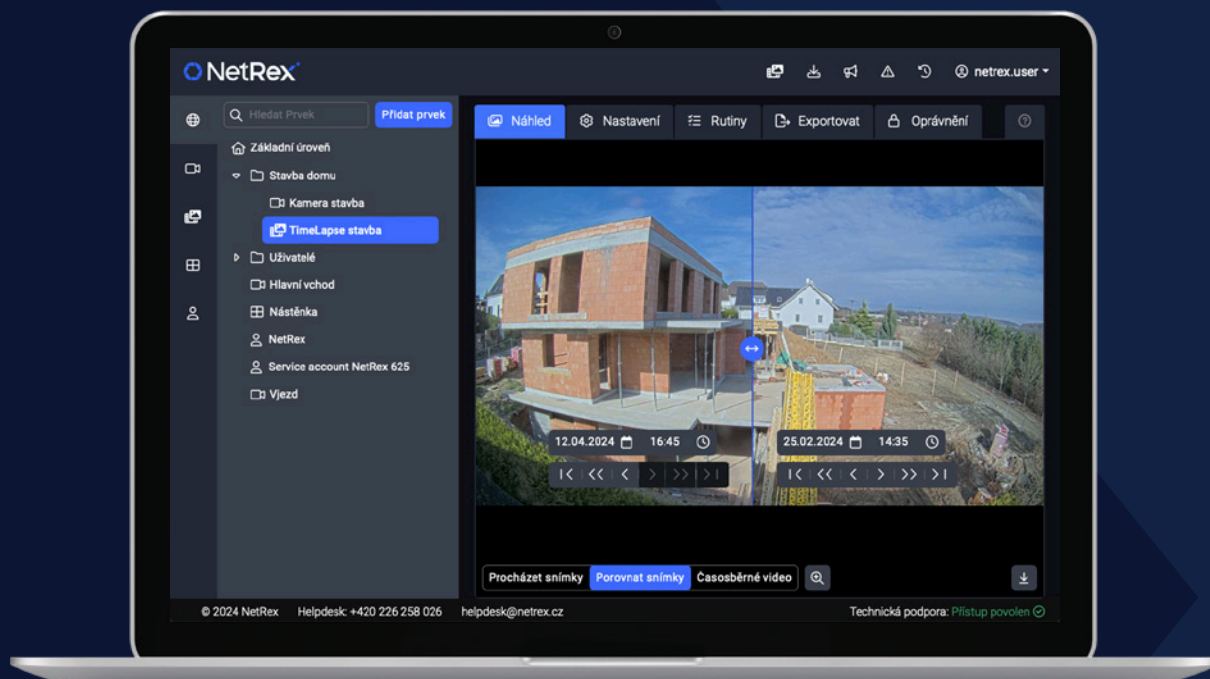 NetRex
netrex.user
Hledat Prvek
Přidat prvek
Základní úroveň
Stavba domu
Kamera stavba
TimeLapse stavba
Uživatelé
Hlavní vchod
Nástěnka
NetRex
Service account NetRex 625
Vjezd
Náhled
Nastavení
Rutiny
Exportovat
Oprávnění
12.04.2024 16:45
25.02.2024 14:35
Procházet snímky
Porovnat snímky
Časosběrné video
© 2024 NetRex
Helpdesk: +420 226 258 026
helpdesk@netrex.cz
Technická podpora: Přístup povolen